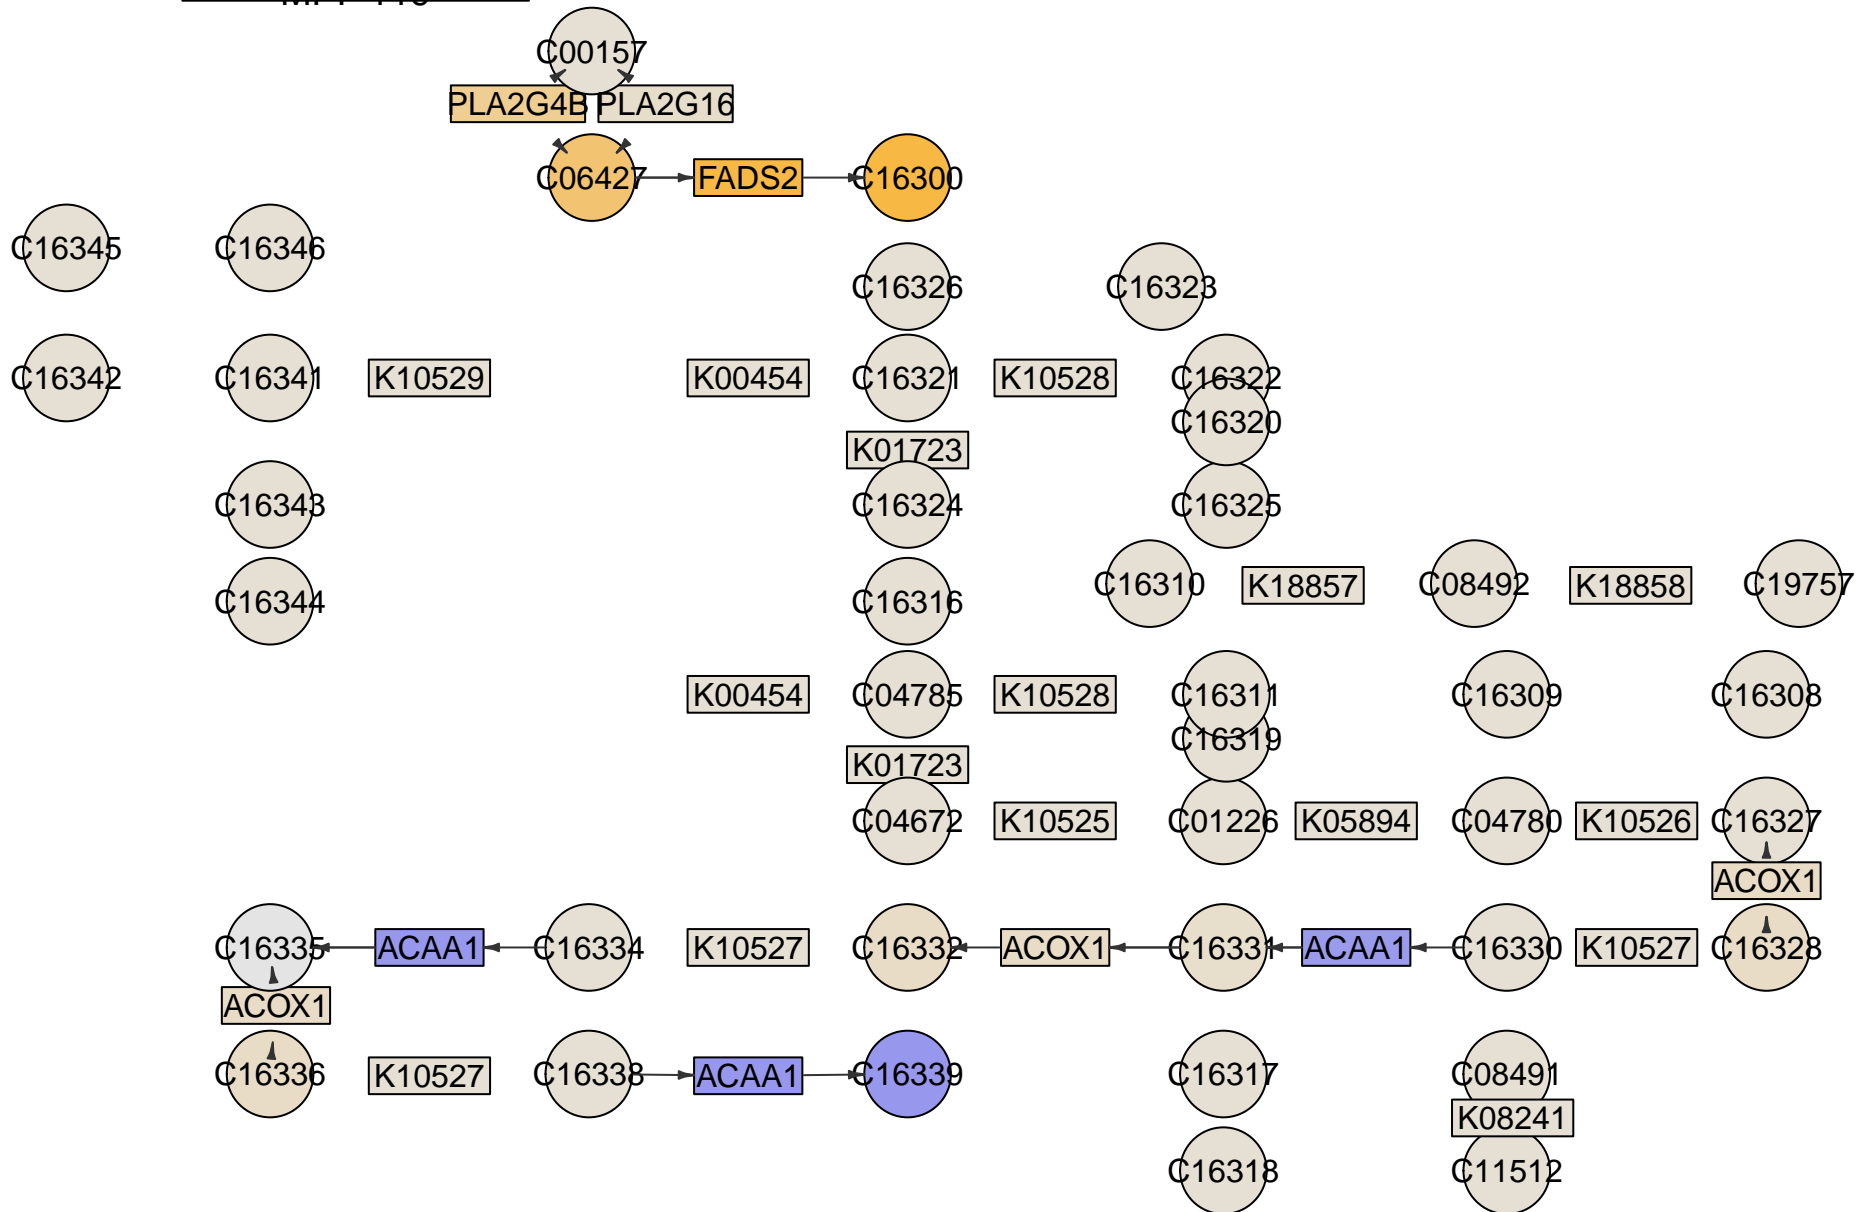 C00157
PLA2G4B PLA2G16
C06427 FADS2 C16300
C16345 C16346
C16326 C16323
C16342 C16341 K10529 K00454 C16321 K10528 C16322
C16320
K01723
C16343 C16324 C16325
C16310 K18857 C08492 K18858 C19757
C16344 C16316
K00454 C04785 K10528 C16311 C16309 C16308
C16319
K01723
C04672 K10525 C01226 K05894 C04780 K10526 C16327
ACOX1
C16335 ACAA1 C16334 K10527 C16332 ACOX1 C16331 ACAA1 C16330 K10527 C16328
ACOX1
C16336 K10527 C16338 ACAA1 C16339 C16317 C08491
K08241
C16318 C11512